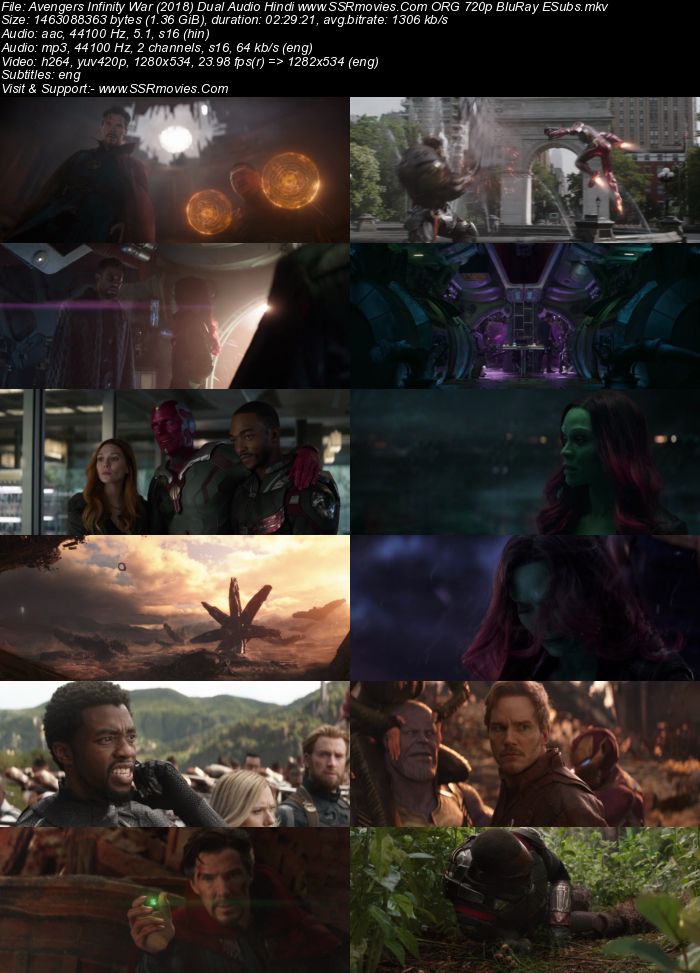 File: Avengers Infinity War (2018) Dual Audio Hindi www.SSRmovies.Com ORG 720p BluRay ESubs.mkv
Size: 1463088363 bytes (1.36 GiB), duration: 02:29:21, avg.bitrate: 1306 kb/s
Audio: aac, 44100 Hz, 5.1, s16 (hin)
Audio: mp3, 44100 Hz, 2 channels, s16, 64 kb/s (eng)
Video: h264, yuv420p, 1280x534, 23.98 fps(r) => 1282x534 (eng)
Subtitles: eng
Visit & Support:- www.SSRmovies.Com